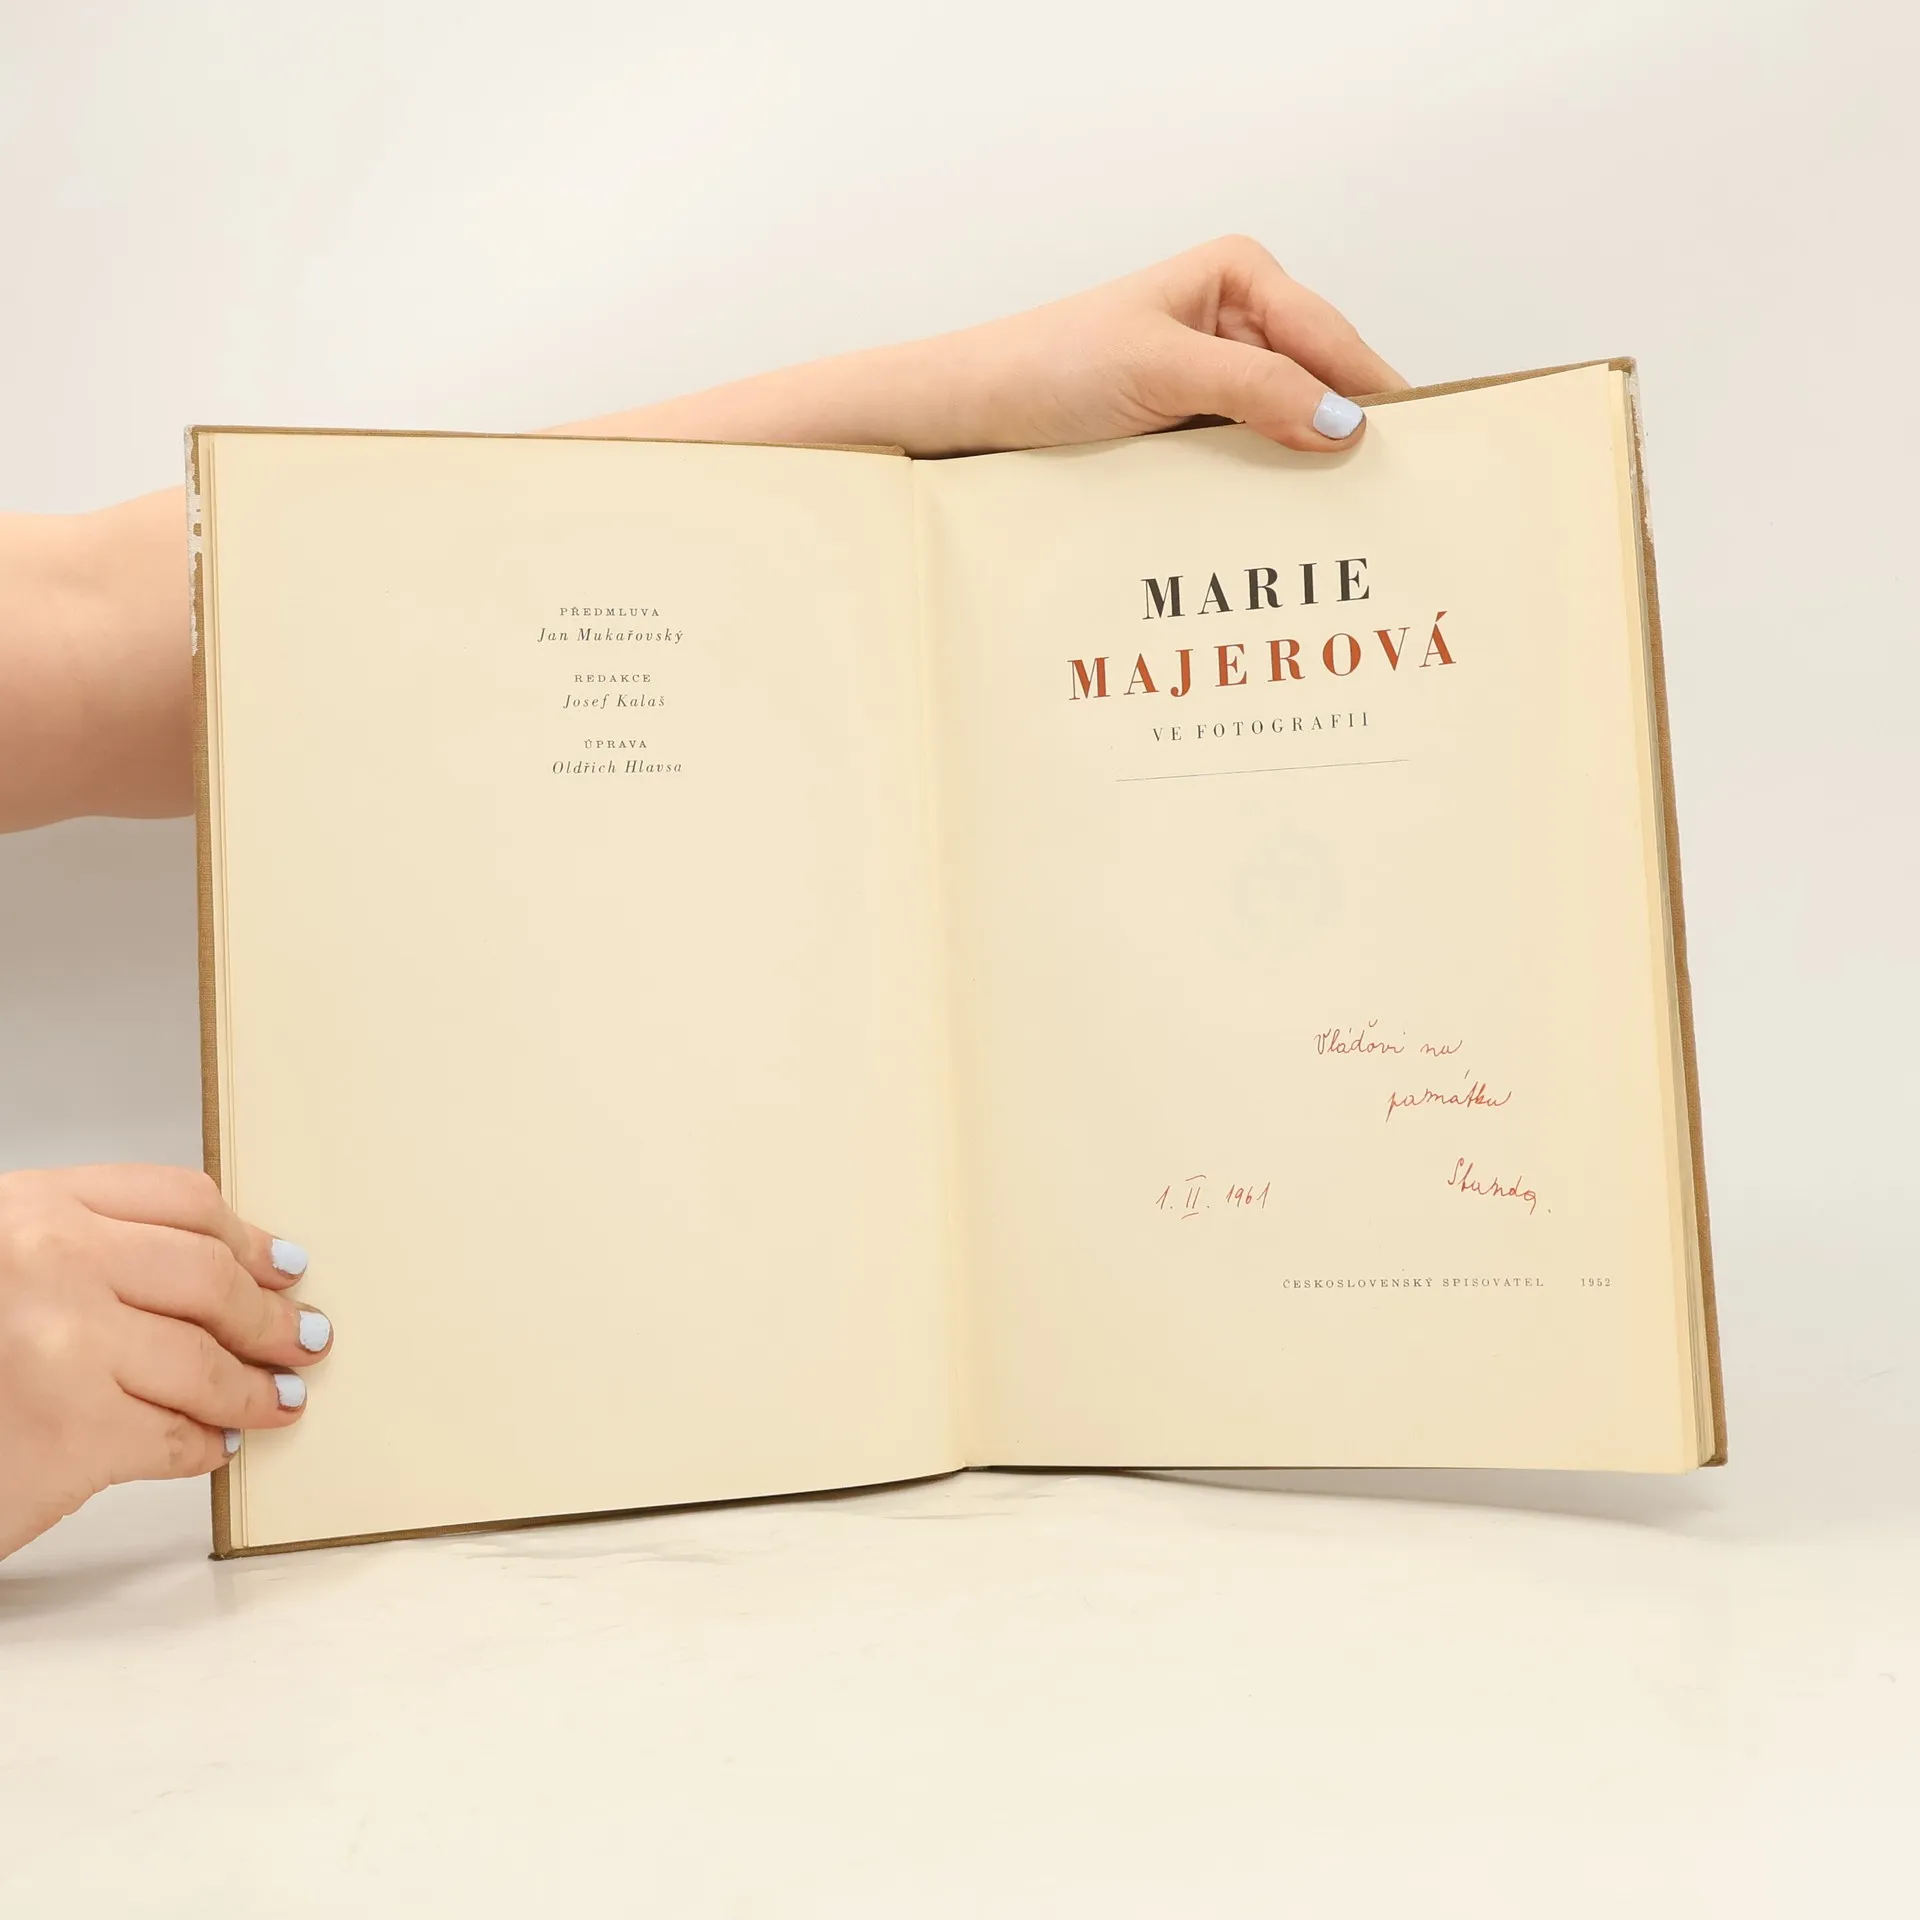 PŘEDMLUVA
Jan Mukařovský
REDAKCE
Josef Kalaš
ÚPRAVA
Oldřich Hlavsa
MARIE
MAJEROVÁ
VE FOTOGRAFII
Vláďovi na
památku
1. II. 1961
ČESKOSLOVENSKÝ SPISOVATEL 1952